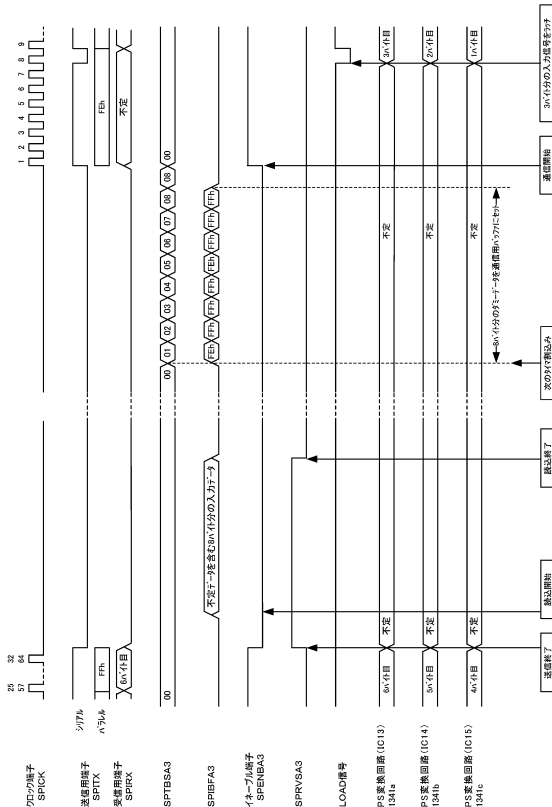 クロック端子
SPICK
25 32
57 64
1 2 3 4 5 6 7 8 9
送信用端子
SPITX
シリアル
パラレル
FFh
FEh
受信用端子
SPIRX
6バイト目
不定
SPTBSA3
00
00 01 02 03 04 05 06 07 08 08 00
SPIBFA3
不定データを含む8バイト分の入力データ
FEh FFh FFh FFh FEh FFh FFh FFh
イネーブル端子
SPENBA3
SPRVSA3
LOAD信号
PS変換回路(IC13)
1341a
6バイト目 不定 不定 3バイト目
PS変換回路(IC14)
1341b
5バイト目 不定 不定 2バイト目
PS変換回路(IC15)
1341c
4バイト目 不定 不定 1バイト目
8バイト分のダミーデータを通信用バッファにセット
送信終了
読込開始
読込終了
次のタイマ割込み
通信開始
3バイト分の入力信号をラッチ